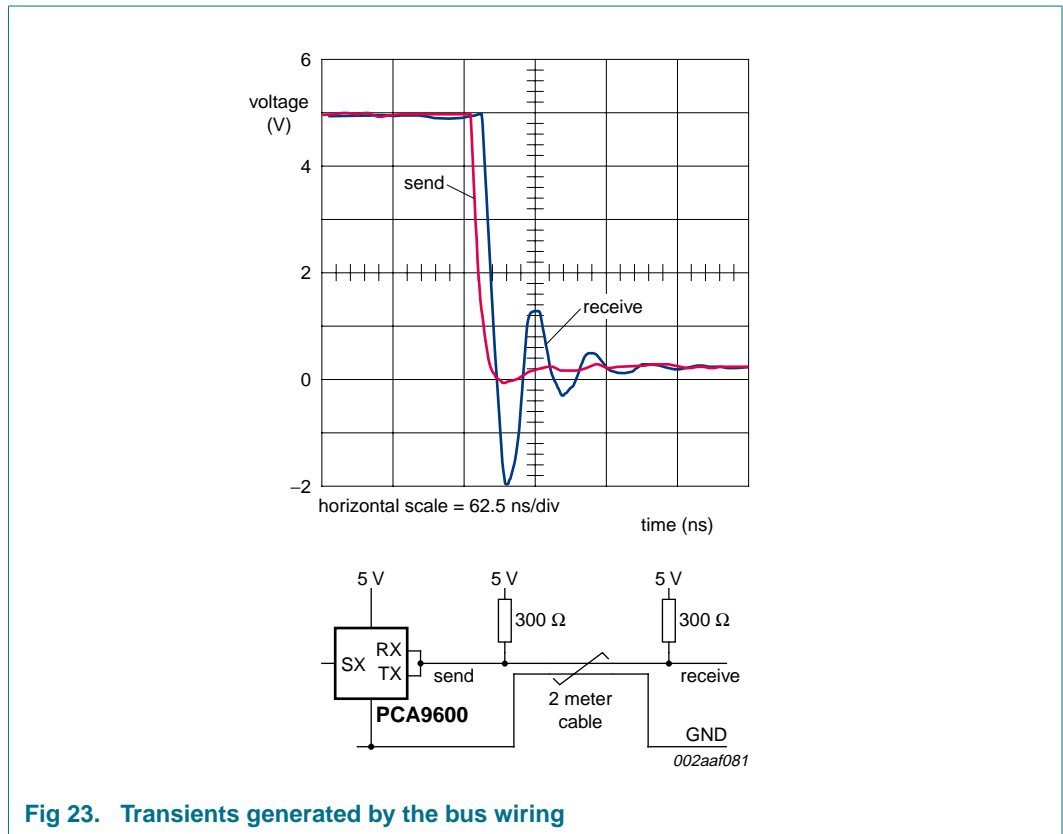 6
voltage
(V)
4
send
2
receive
0
−2
horizontal scale = 62.5 ns/div
time (ns)
5 V
5 V
5 V
300 Ω
300 Ω
SX
RX
TX
send
receive
2 meter
cable
PCA9600
GND
002aaf081
Fig 23. Transients generated by the bus wiring